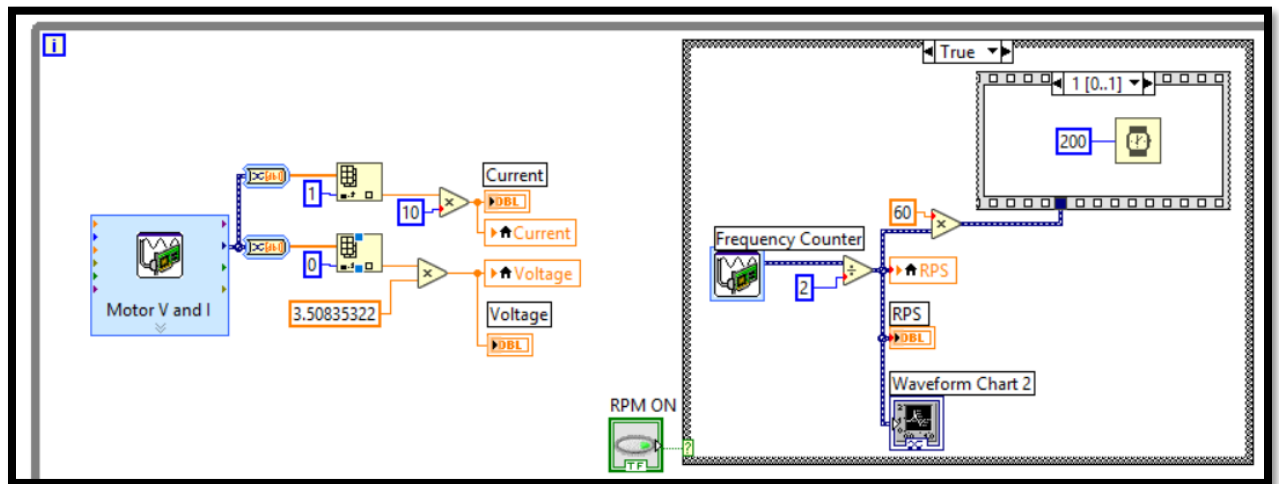 i
True
1 [0..1]
200
Current
1
10
DBL
Current
60
Frequency Counter
0
Voltage
2
RPS
Motor V and I
3.50835322
Voltage
RPS
DBL
DBL
Waveform Chart 2
RPM ON
?
TF